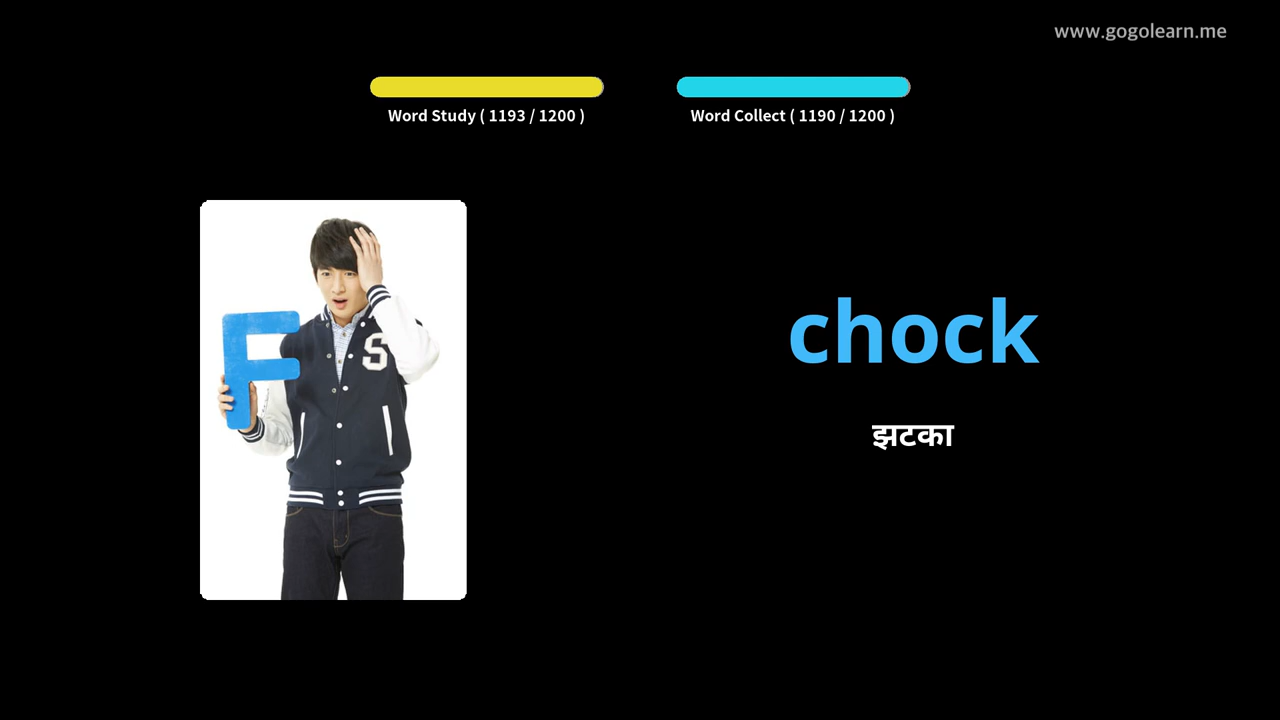 www.gogolearn.me
Word Study ( 1193 / 1200 )
Word Collect ( 1190 / 1200 )
F
S
chock
झटका